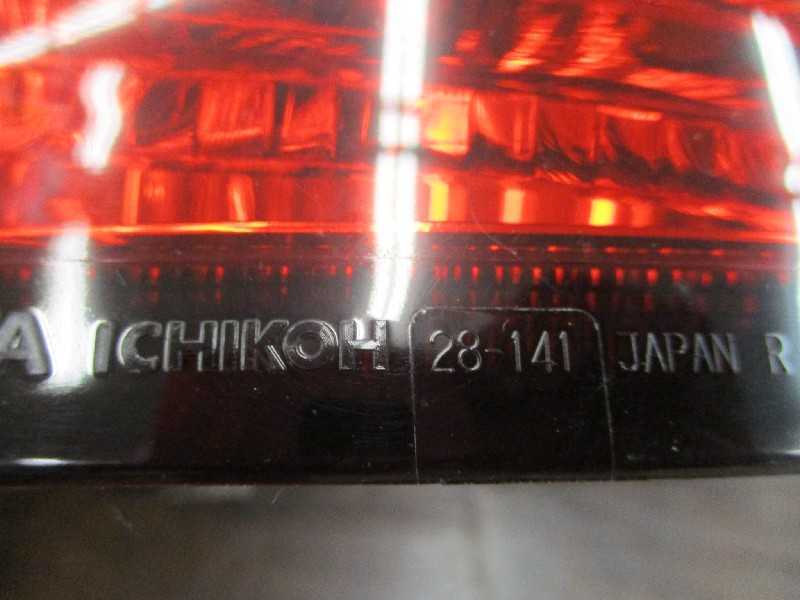 A ICHIKOH 28-141 JAPAN R